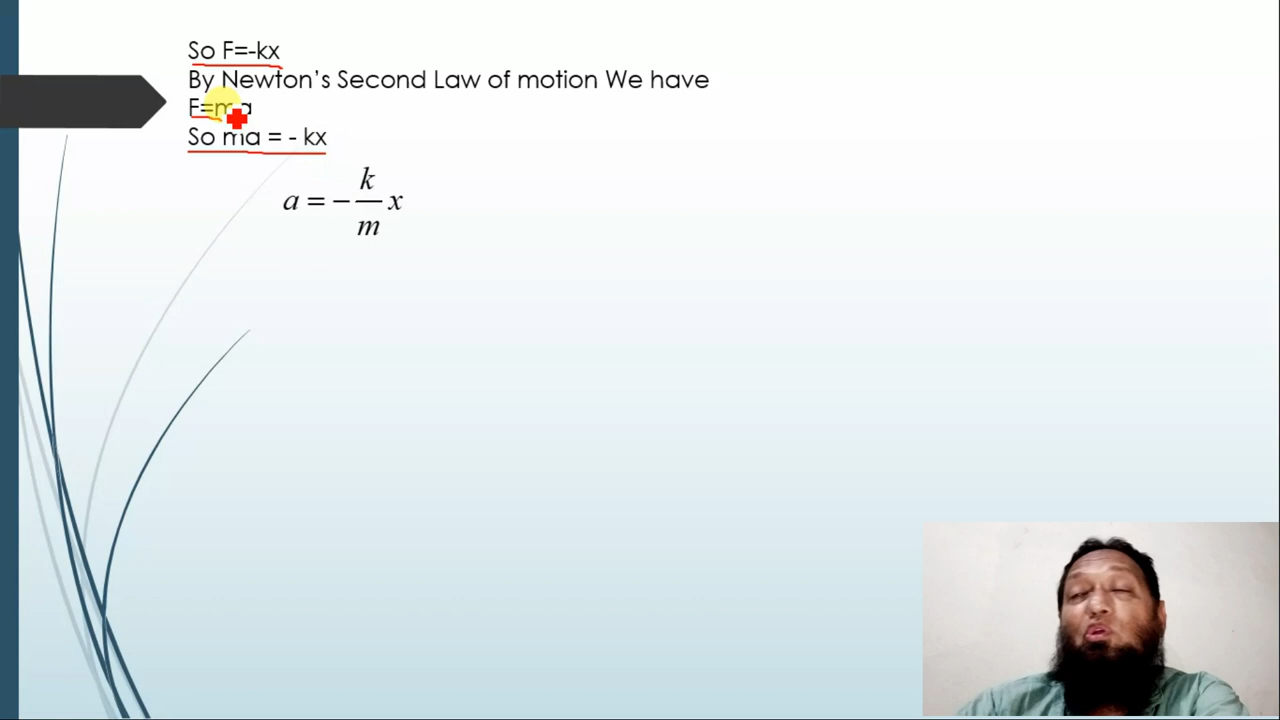 So F=-kx
By Newton's Second Law of motion We have
F=ma
So ma = - kx
a = - k/m x